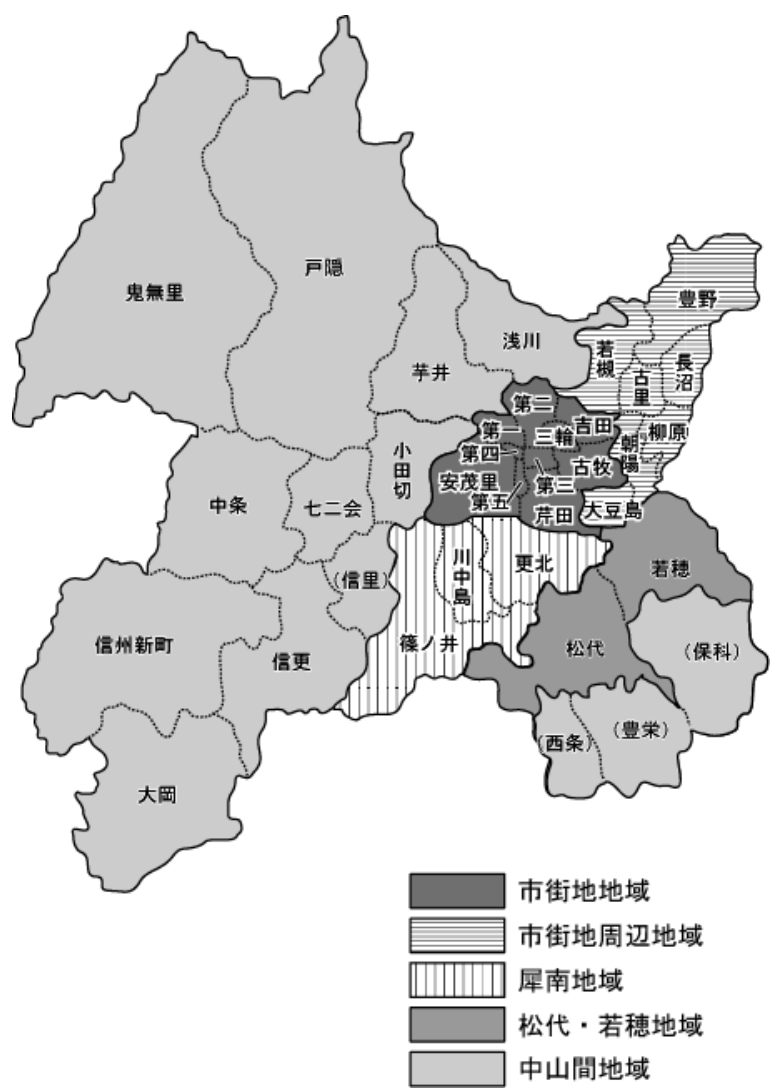 戸隠
鬼無里
豊野
浅川
若槻
長沼
芋井
古里
第二
吉田
第一
三輪
柳原
朝陽
第四
小田切
古牧
安茂里
第三
第五
中条
七二会
芹田
大豆島
川中島
更北
若穂
（信里）
篠ノ井
信州新町
松代
（保科）
信更
（西条）
（豊栄）
大岡
市街地地域
市街地周辺地域
犀南地域
松代・若穂地域
中山間地域